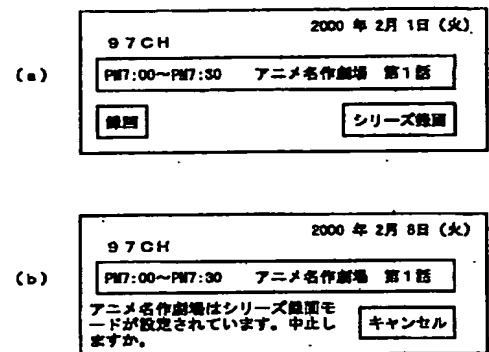 2000 年 2月 1日 (火)
97CH
(a)
PM7:00～PM7:30 アニメ名作劇場 第1話
録画 シリーズ録画
2000 年 2月 8日 (火)
97CH
(b)
PM7:00～PM7:30 アニメ名作劇場 第1話
アニメ名作劇場はシリーズ録画モ
ードが設定されています。中止し
ますか。
キャンセル